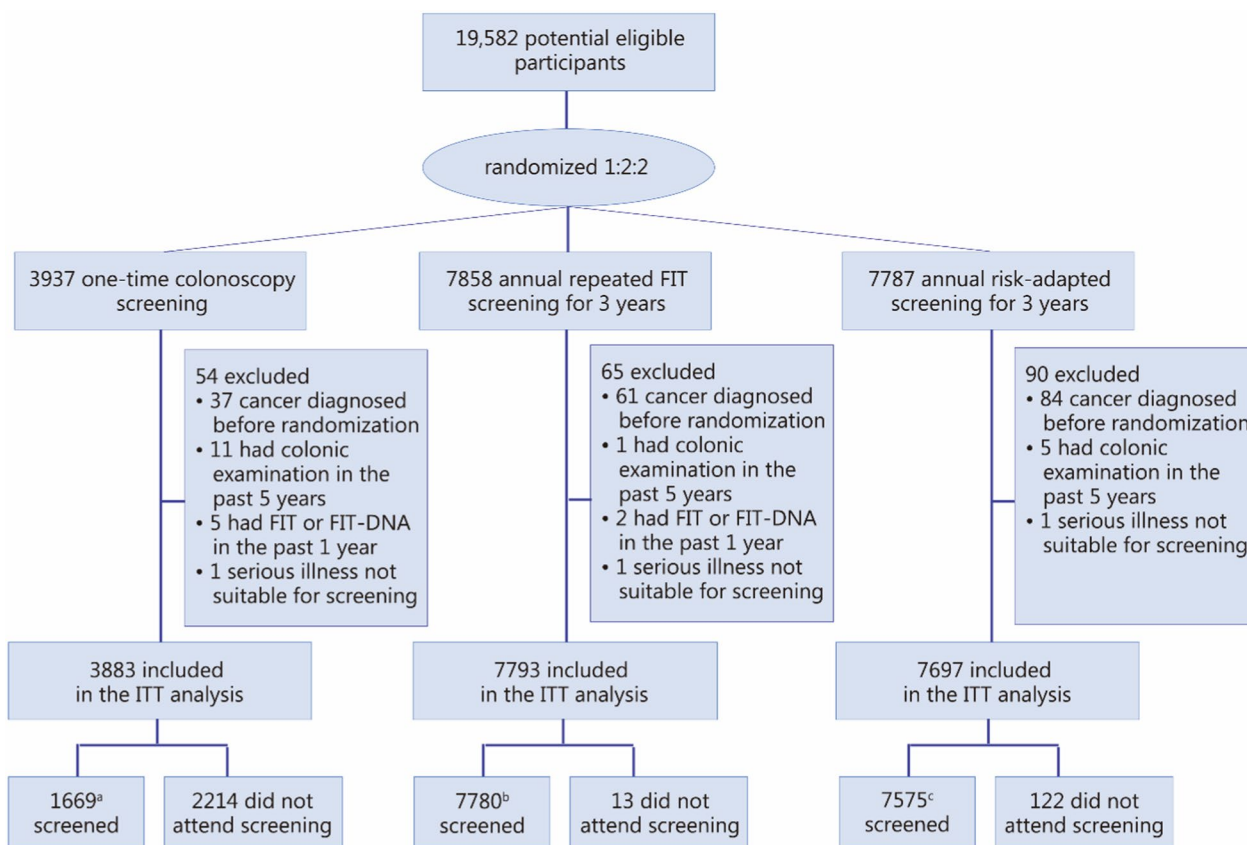 19,582 potential eligible
participants
randomized 1:2:2
3937 one-time colonoscopy
screening
7858 annual repeated FIT
screening for 3 years
7787 annual risk-adapted
screening for 3 years
54 excluded
• 37 cancer diagnosed
before randomization
• 11 had colonic
examination in the
past 5 years
• 5 had FIT or FIT-DNA
in the past 1 year
• 1 serious illness not
suitable for screening
65 excluded
• 61 cancer diagnosed
before randomization
• 1 had colonic
examination in the
past 5 years
• 2 had FIT or FIT-DNA
in the past 1 year
• 1 serious illness not
suitable for screening
90 excluded
• 84 cancer diagnosed
before randomization
• 5 had colonic
examination in the
past 5 years
• 1 serious illness not
suitable for screening
3883 included
in the ITT analysis
7793 included
in the ITT analysis
7697 included
in the ITT analysis
1669ᵃ
screened
2214 did not
attend screening
7780ᵇ
screened
13 did not
attend screening
7575ᶜ
screened
122 did not
attend screening